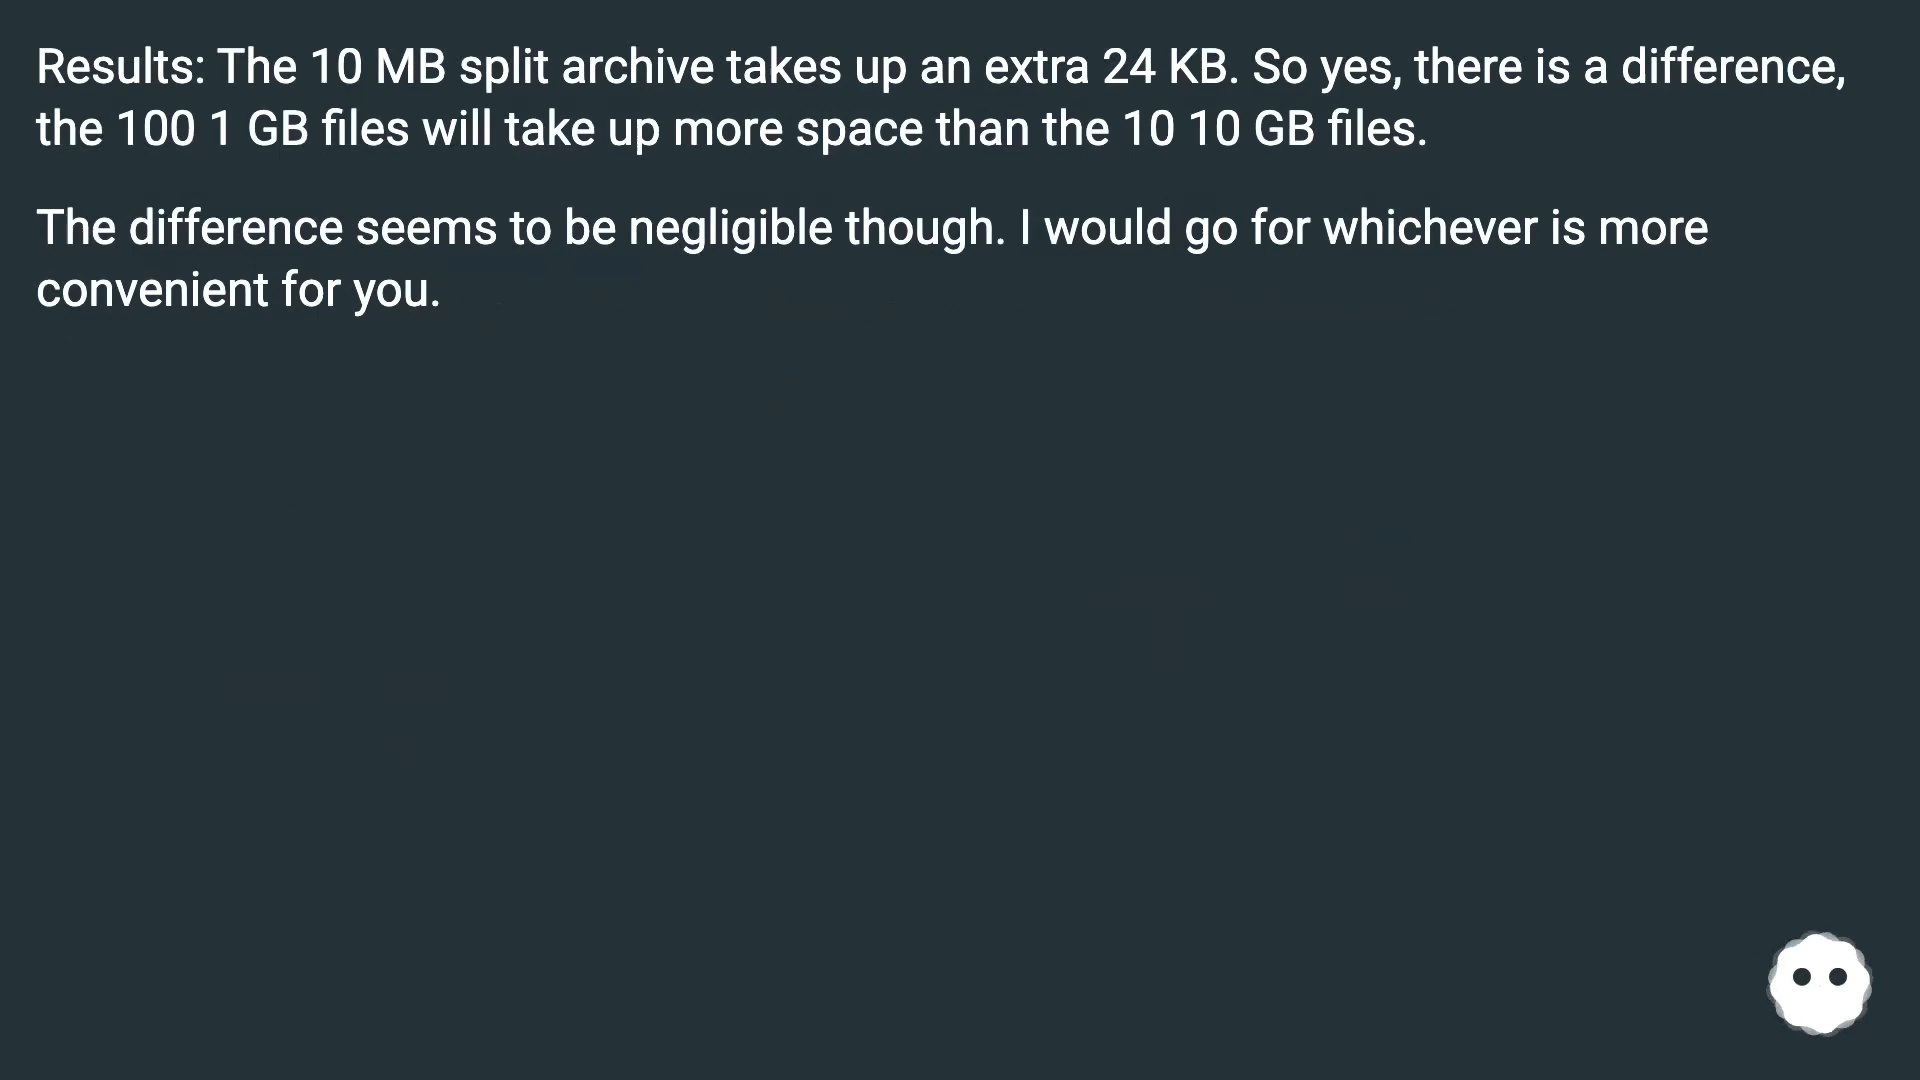 Results: The 10 MB split archive takes up an extra 24 KB. So yes, there is a difference,
the 100 1 GB files will take up more space than the 10 10 GB files.
The difference seems to be negligible though. I would go for whichever is more
convenient for you.